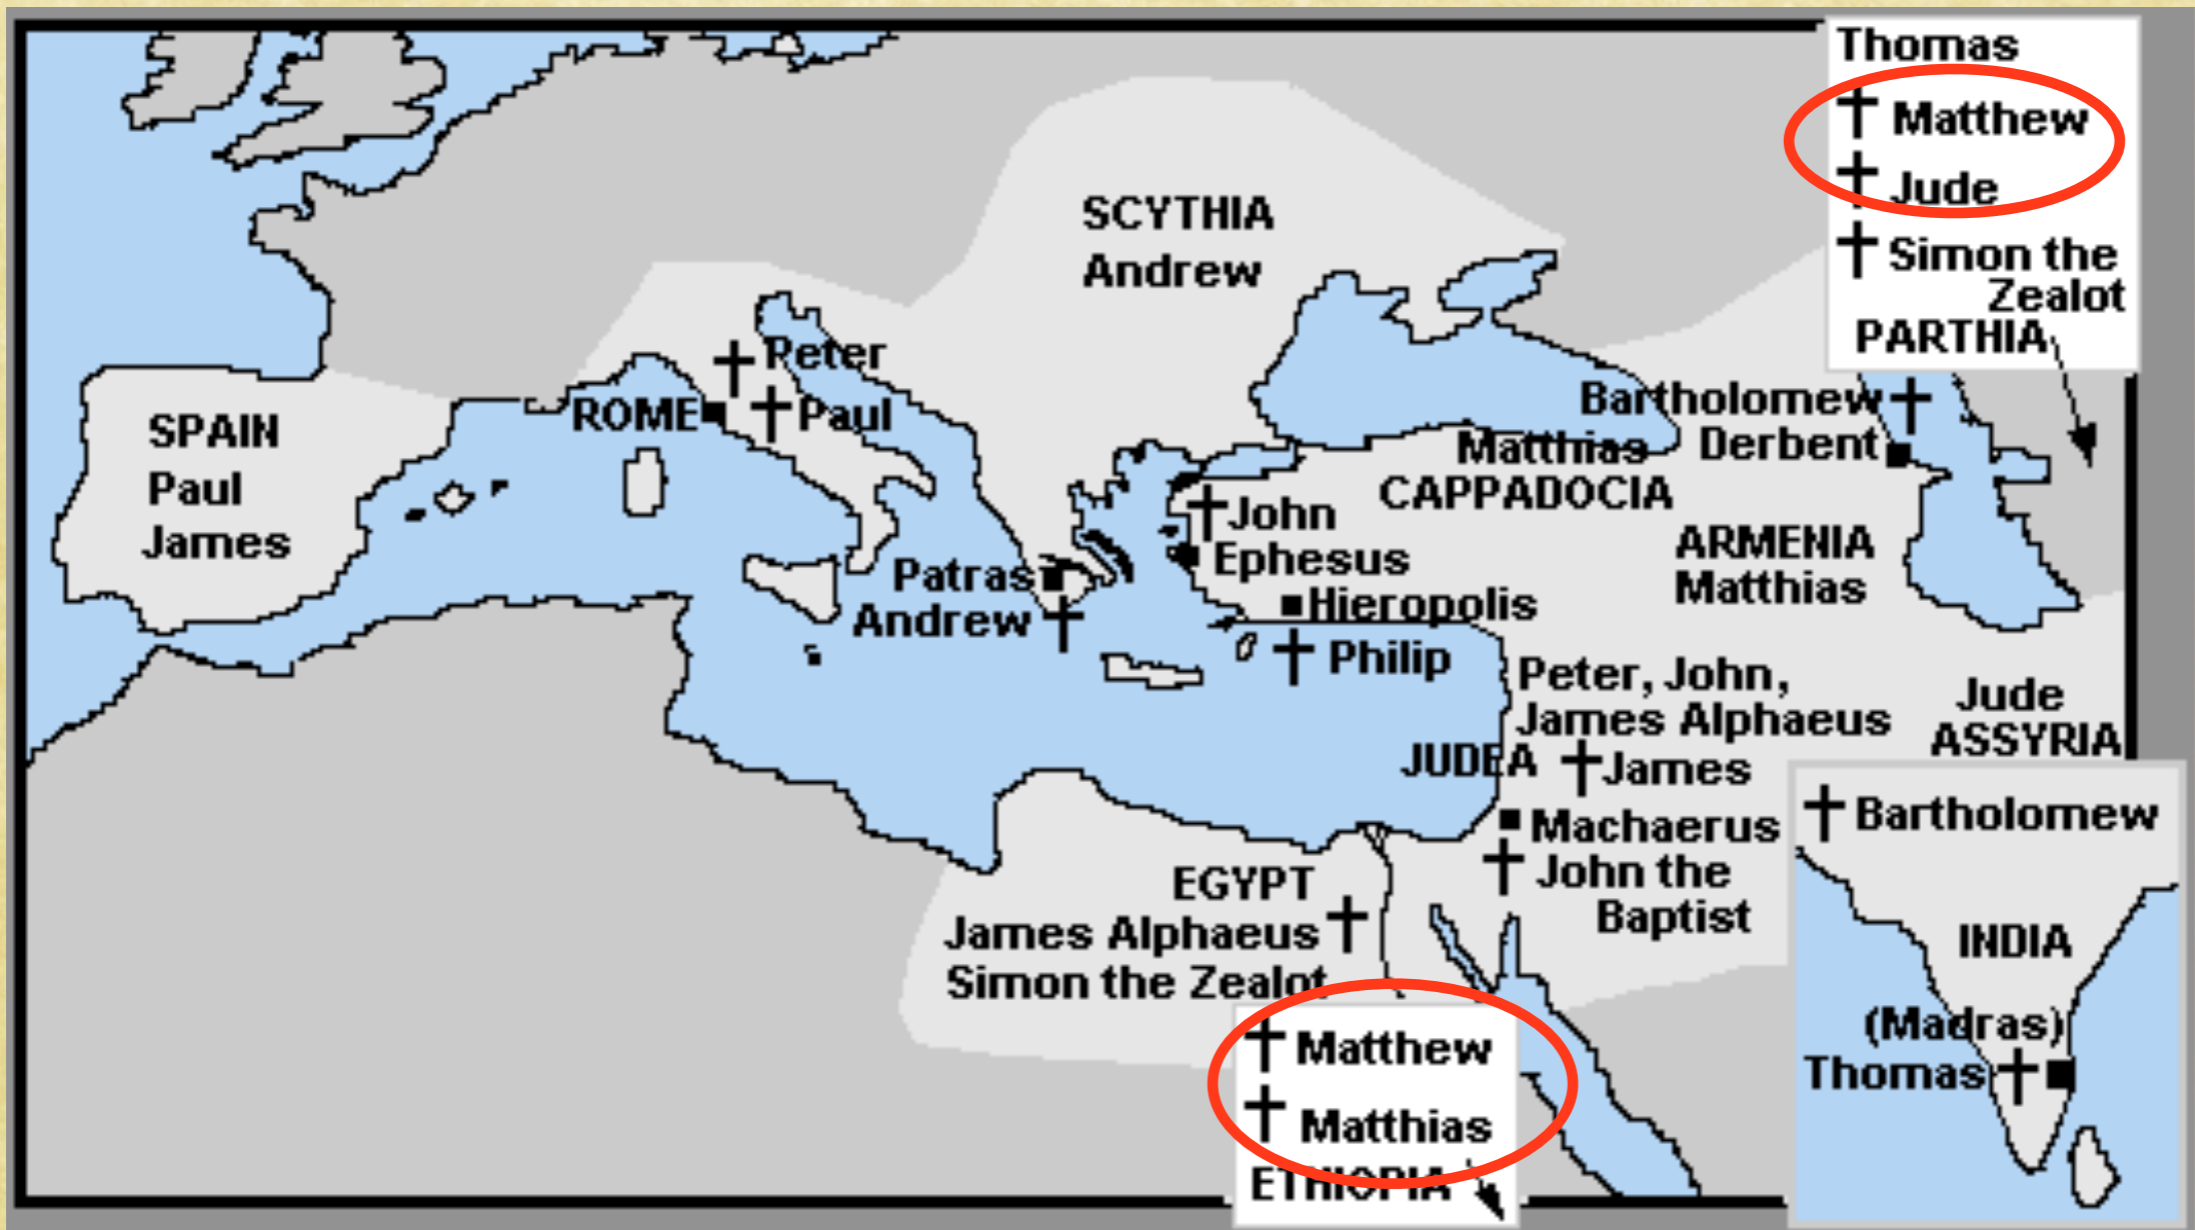 Thomas
† Matthew
† Jude
† Simon the
Zealot
PARTHIA
SCYTHIA
Andrew
† Peter
ROME † Paul
SPAIN
Paul
James
Bartholomew †
Derbent
Matthias
CAPPADOCIA
† John
Ephesus
ARMENIA
Matthias
Patras
Andrew †
Hieropolis
† Philip
Peter, John,
James Alphaeus
JUDEA † James
Jude
ASSYRIA
Machaerus
† John the
Baptist
EGYPT
James Alphaeus †
Simon the Zealot
† Matthew
† Matthias
ETHIOPIA
† Bartholomew
INDIA
(Madras)
Thomas †